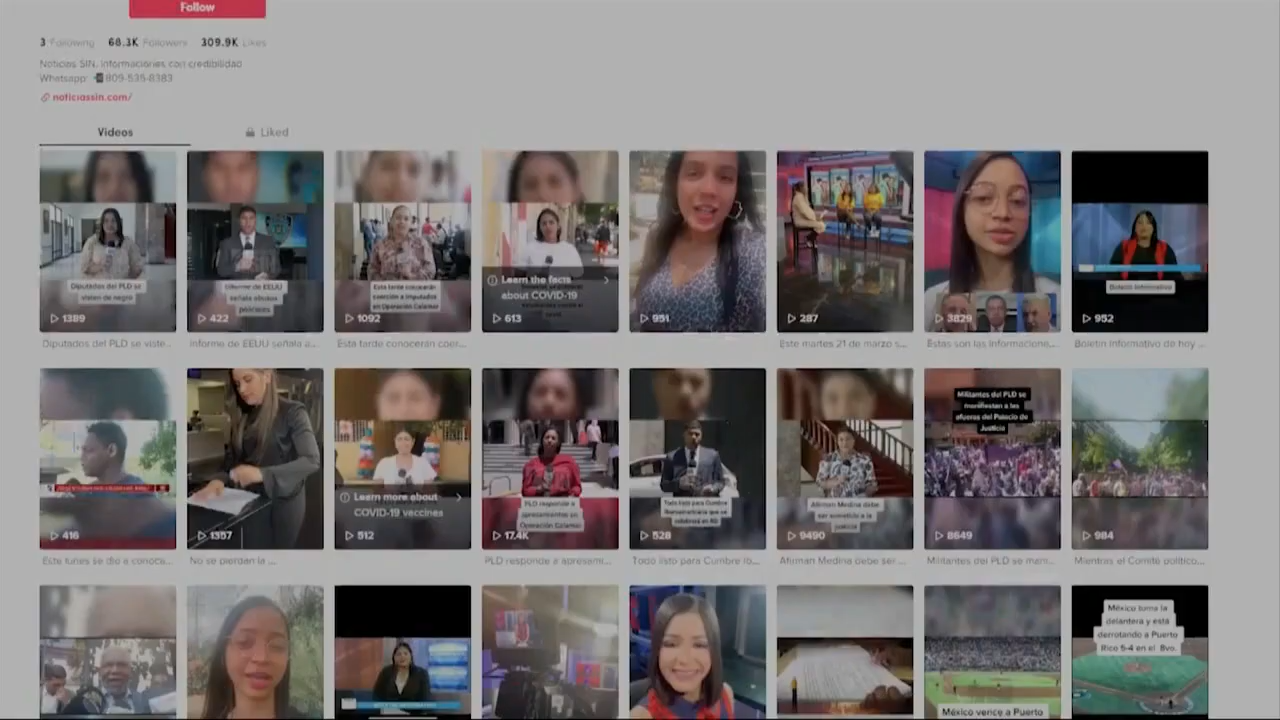 Follow
3 Following 68.3K Followers 309.9K Likes
Noticias SIN. Informaciones con credibilidad
Whatsapp: 809-535-8383
noticiassin.com/
Videos Liked
Diputados del PLD se
visten de negro
Informe de EEUU
señala
Esta tarde conocerán
coerción a imputados
en Operación Calamar
Learn the facts
about COVID-19
Boletín informativo
1389 422 1092 613 951 287 3829 952
Diputados del PLD se viste... Informe de EEUU señala a... Esta tarde conocerán coer... Este martes 21 de marzo s... Estas son las informacione... Boletín informativo de hoy ...
Militantes del PLD se
manifiestan a las
afueras del Palacio de
Justicia
Learn more about
COVID-19 vaccines
PLD responde a
apresamientos en
Operación Calamar
Todo listo para Cumbre
Iberoamericana que se
celebrará en RD
Afirman Medina debe
ser sometido a la
justicia
416 1357 512 17.4K 528 9490 8649 984
Este lunes se dio a conoca... No se pierdan la ... PLD responde a apresami... Todo listo para Cumbre Ib... Afirman Medina debe ser ... Militantes del PLD se mani... Mientras el Comité político...
México toma la
delantera y está
derrotando a Puerto
Rico 5-4 en el 8vo.
México vence a Puerto